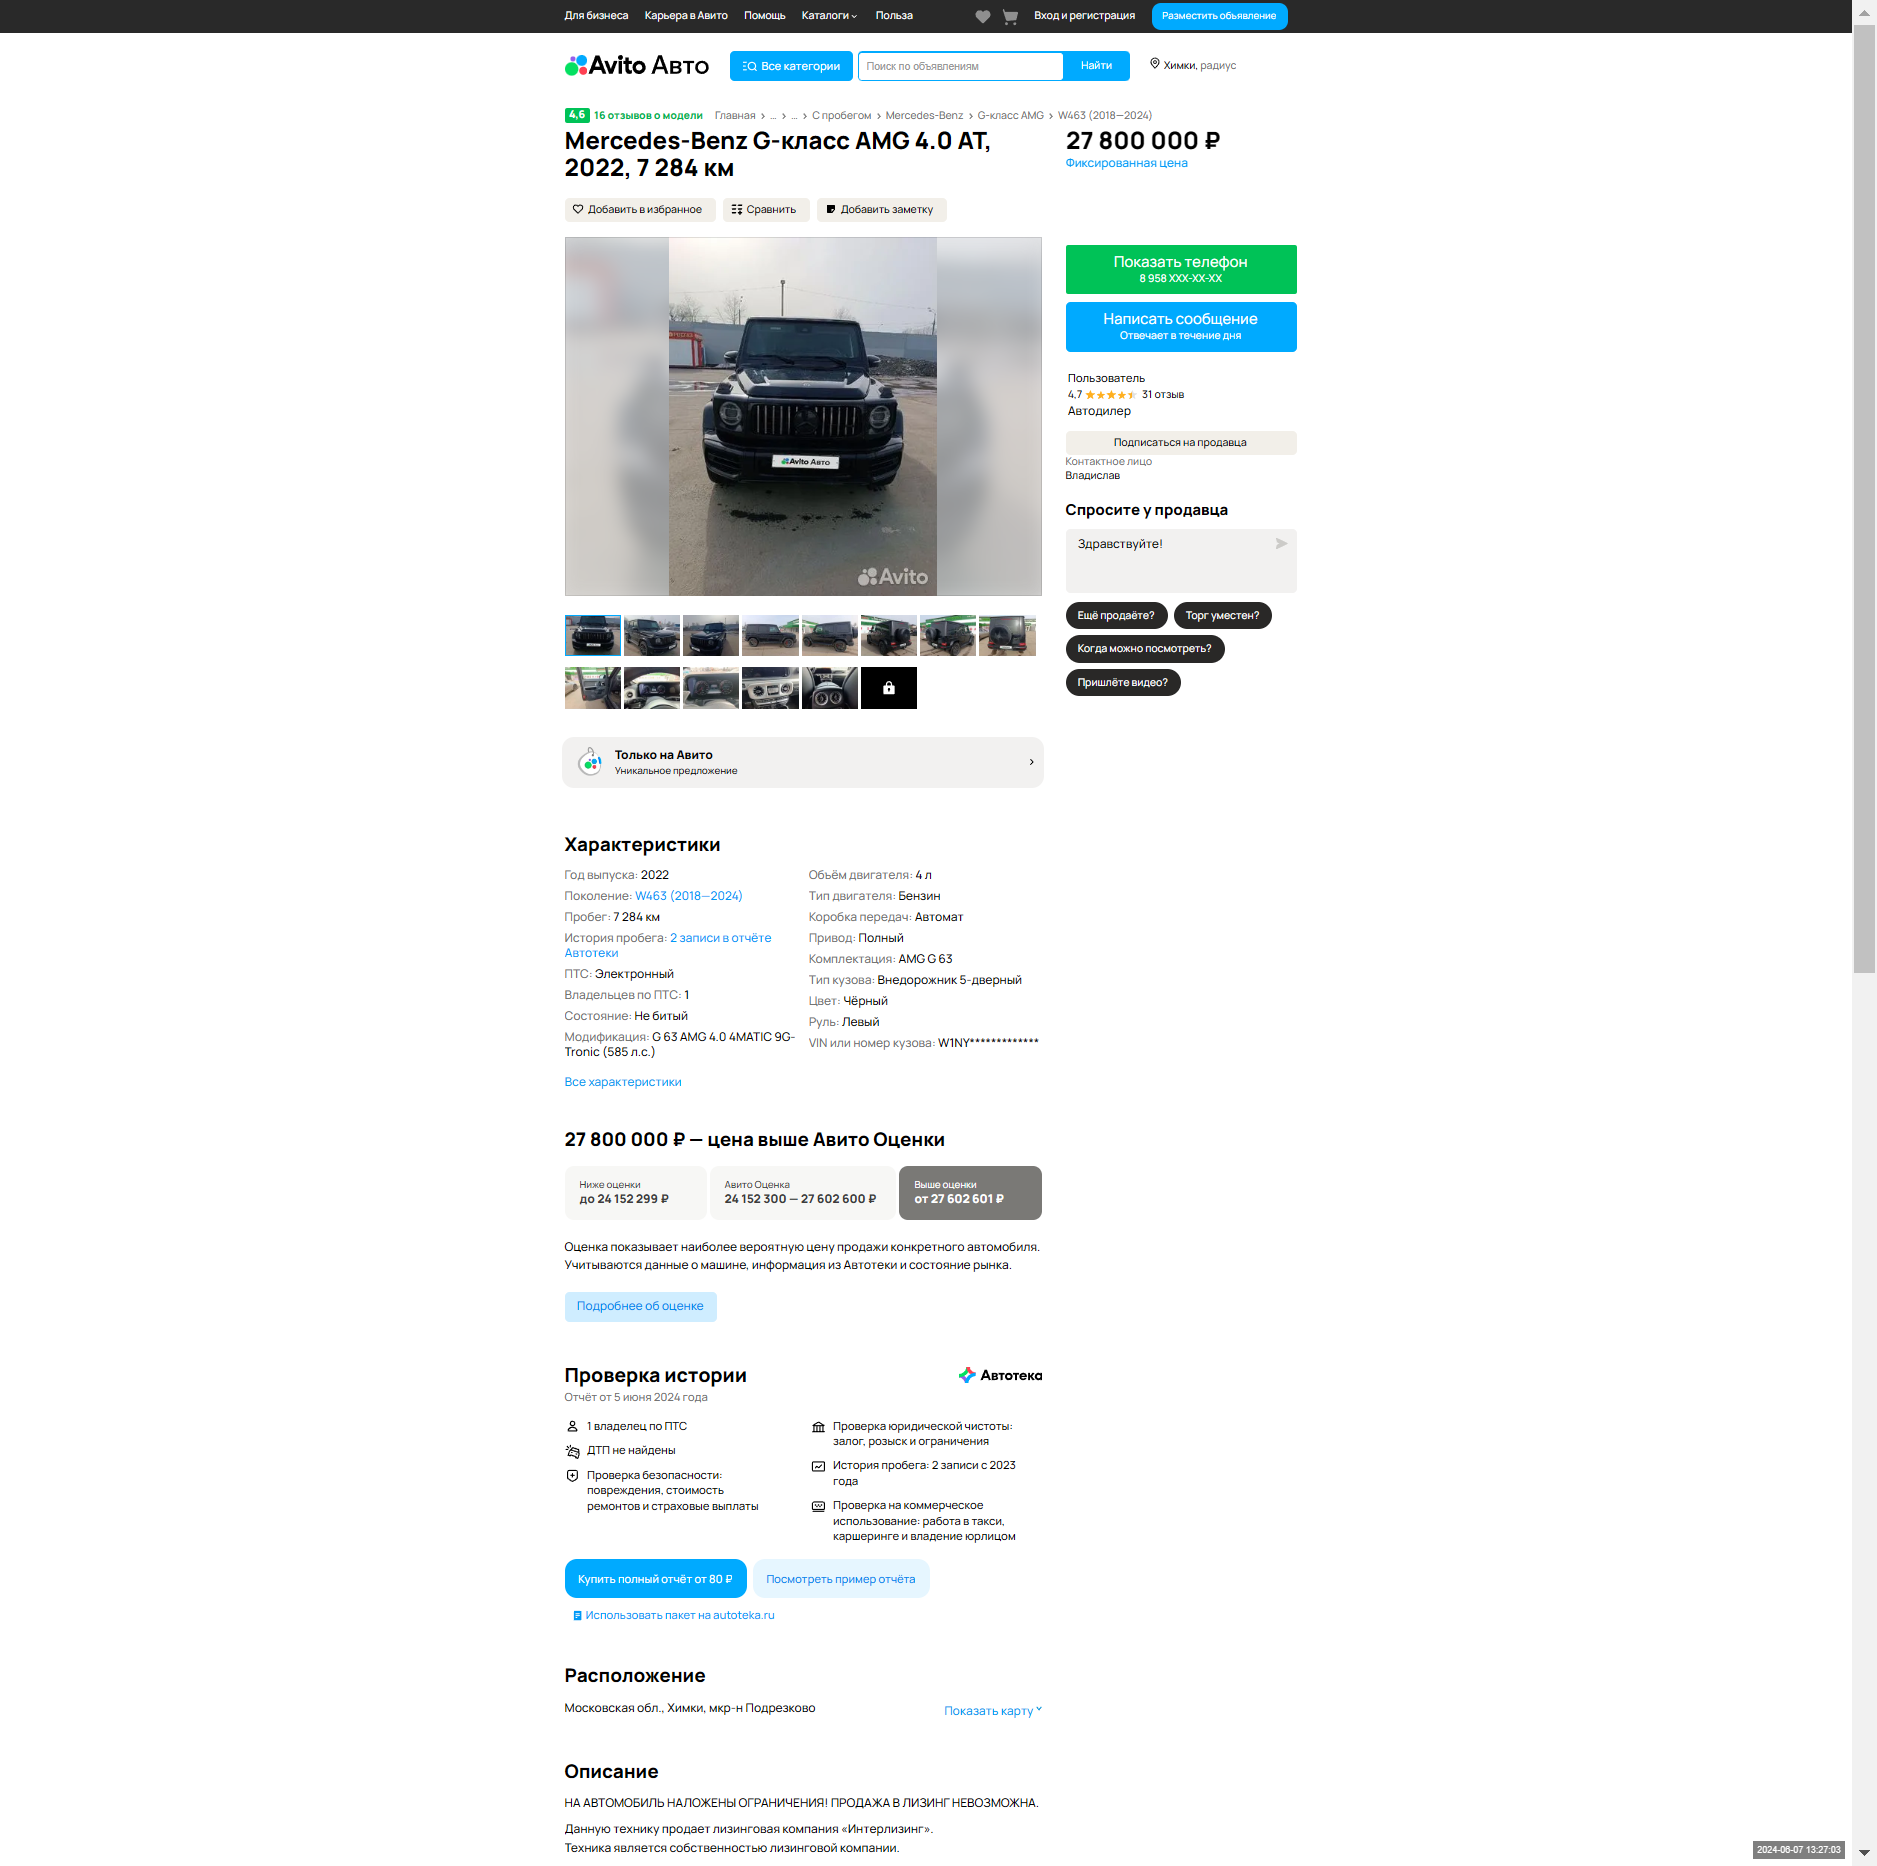 Для бизнеса Карьера в Авито Помощь Каталоги Польза Вход и регистрация Разместить объявление
Avito Авто Все категории Поиск по объявлениям Найти Химки, радиус
4,6 16 отзывов о модели Главная › ... › ... › С пробегом › Mercedes-Benz › G-класс AMG › W463 (2018—2024)
Mercedes-Benz G-класс AMG 4.0 AT,
2022, 7 284 км
27 800 000 ₽
Фиксированная цена
Добавить в избранное Сравнить Добавить заметку
Avito Авто
Avito
Показать телефон
8 958 XXX-XX-XX
Написать сообщение
Отвечает в течение дня
Пользователь
4,7 31 отзыв
Автодилер
Подписаться на продавца
Контактное лицо
Владислав
Спросите у продавца
Здравствуйте!
Ещё продаёте? Торг уместен?
Когда можно посмотреть?
Пришлёте видео?
Только на Авито
Уникальное предложение
Характеристики
Год выпуска: 2022
Поколение: W463 (2018—2024)
Пробег: 7 284 км
История пробега: 2 записи в отчёте
Автотеки
ПТС: Электронный
Владельцев по ПТС: 1
Состояние: Не битый
Модификация: G 63 AMG 4.0 4MATIC 9G-
Tronic (585 л.с.)
Объём двигателя: 4 л
Тип двигателя: Бензин
Коробка передач: Автомат
Привод: Полный
Комплектация: AMG G 63
Тип кузова: Внедорожник 5-дверный
Цвет: Чёрный
Руль: Левый
VIN или номер кузова: W1NY*************
Все характеристики
27 800 000 ₽ — цена выше Авито Оценки
Ниже оценки
до 24 152 299 ₽
Авито Оценка
24 152 300 — 27 602 600 ₽
Выше оценки
от 27 602 601 ₽
Оценка показывает наиболее вероятную цену продажи конкретного автомобиля.
Учитываются данные о машине, информация из Автотеки и состояние рынка.
Подробнее об оценке
Проверка истории Автотека
Отчёт от 5 июня 2024 года
1 владелец по ПТС
ДТП не найдены
Проверка безопасности:
повреждения, стоимость
ремонтов и страховые выплаты
Проверка юридической чистоты:
залог, розыск и ограничения
История пробега: 2 записи с 2023
года
Проверка на коммерческое
использование: работа в такси,
каршеринге и владение юрлицом
Купить полный отчёт от 80 ₽ Посмотреть пример отчёта
Использовать пакет на autoteka.ru
Расположение
Московская обл., Химки, мкр-н Подрезково Показать карту
Описание
НА АВТОМОБИЛЬ НАЛОЖЕНЫ ОГРАНИЧЕНИЯ! ПРОДАЖА В ЛИЗИНГ НЕВОЗМОЖНА.
Данную технику продает лизинговая компания «Интерлизинг».
Техника является собственностью лизинговой компании.
2024-06-07 13:27:03